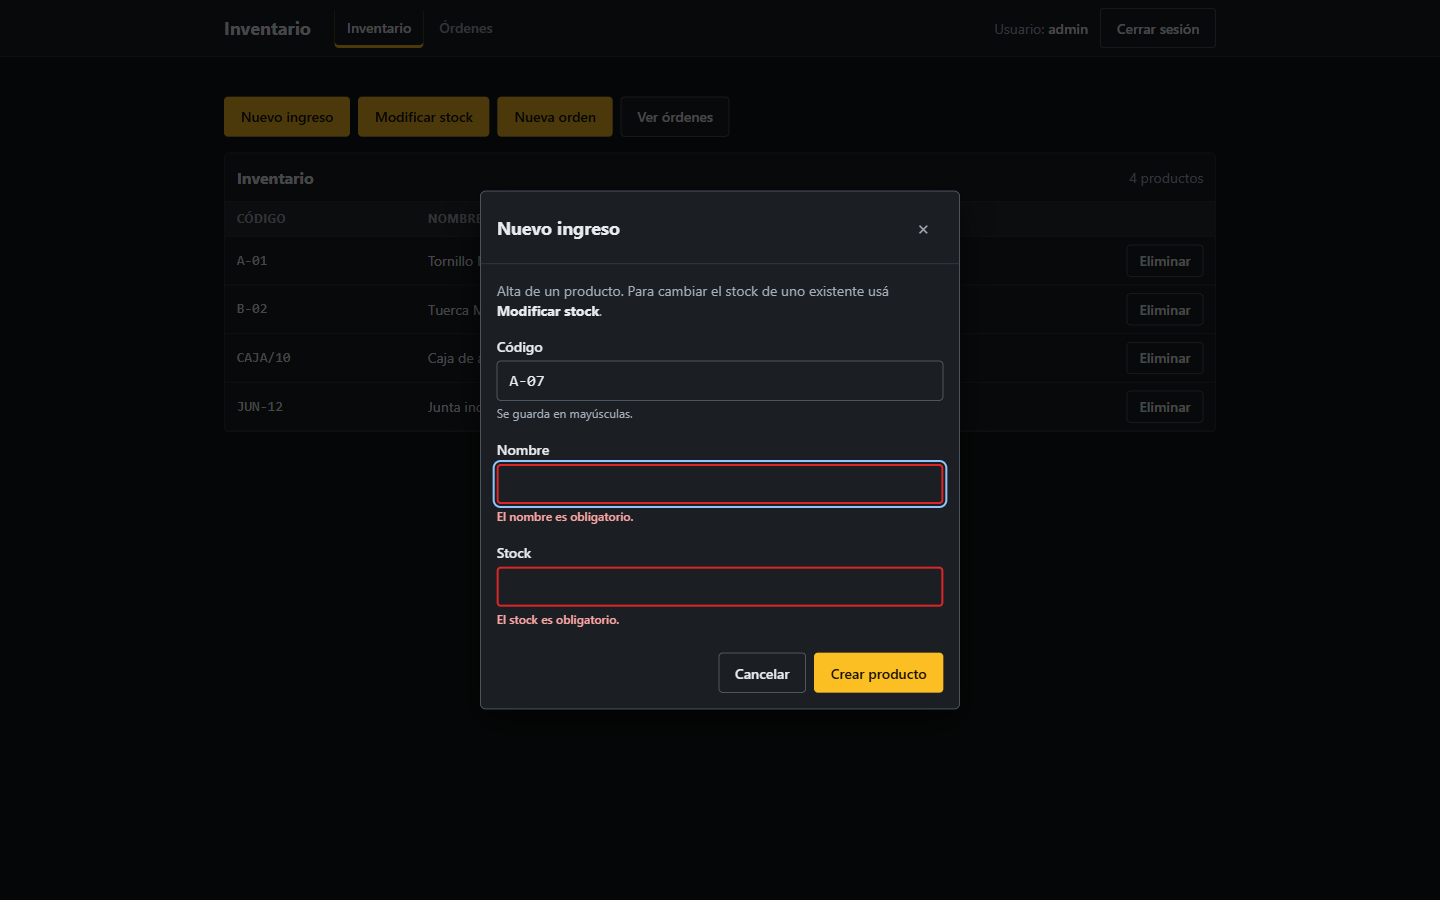 Inventario
Inventario
Órdenes
Usuario: admin
Cerrar sesión
Nuevo ingreso
Modificar stock
Nueva orden
Ver órdenes
Inventario
4 productos
CÓDIGO
NOMBRE
A-01
Tornillo
Eliminar
B-02
Tuerca
Eliminar
CAJA/10
Caja de
Eliminar
JUN-12
Junta
Eliminar
Nuevo ingreso
×
Alta de un producto. Para cambiar el stock de uno existente usá
Modificar stock.
Código
A-07
Se guarda en mayúsculas.
Nombre
El nombre es obligatorio.
Stock
El stock es obligatorio.
Cancelar
Crear producto